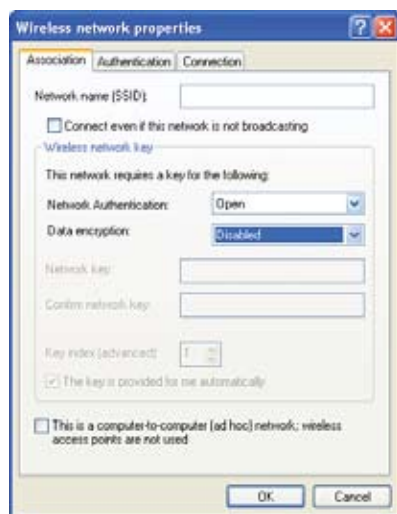 Wireless network properties
Association Authentication Connection
Network name (SSID):
Connect even if this network is not broadcasting
Wireless network key
This network requires a key for the following:
Network Authentication: Open
Data encryption: Disabled
Network key:
Confirm network key:
Key index (advanced): 1
The key is provided for me automatically
This is a computer-to-computer (ad hoc) network; wireless
access points are not used
OK Cancel